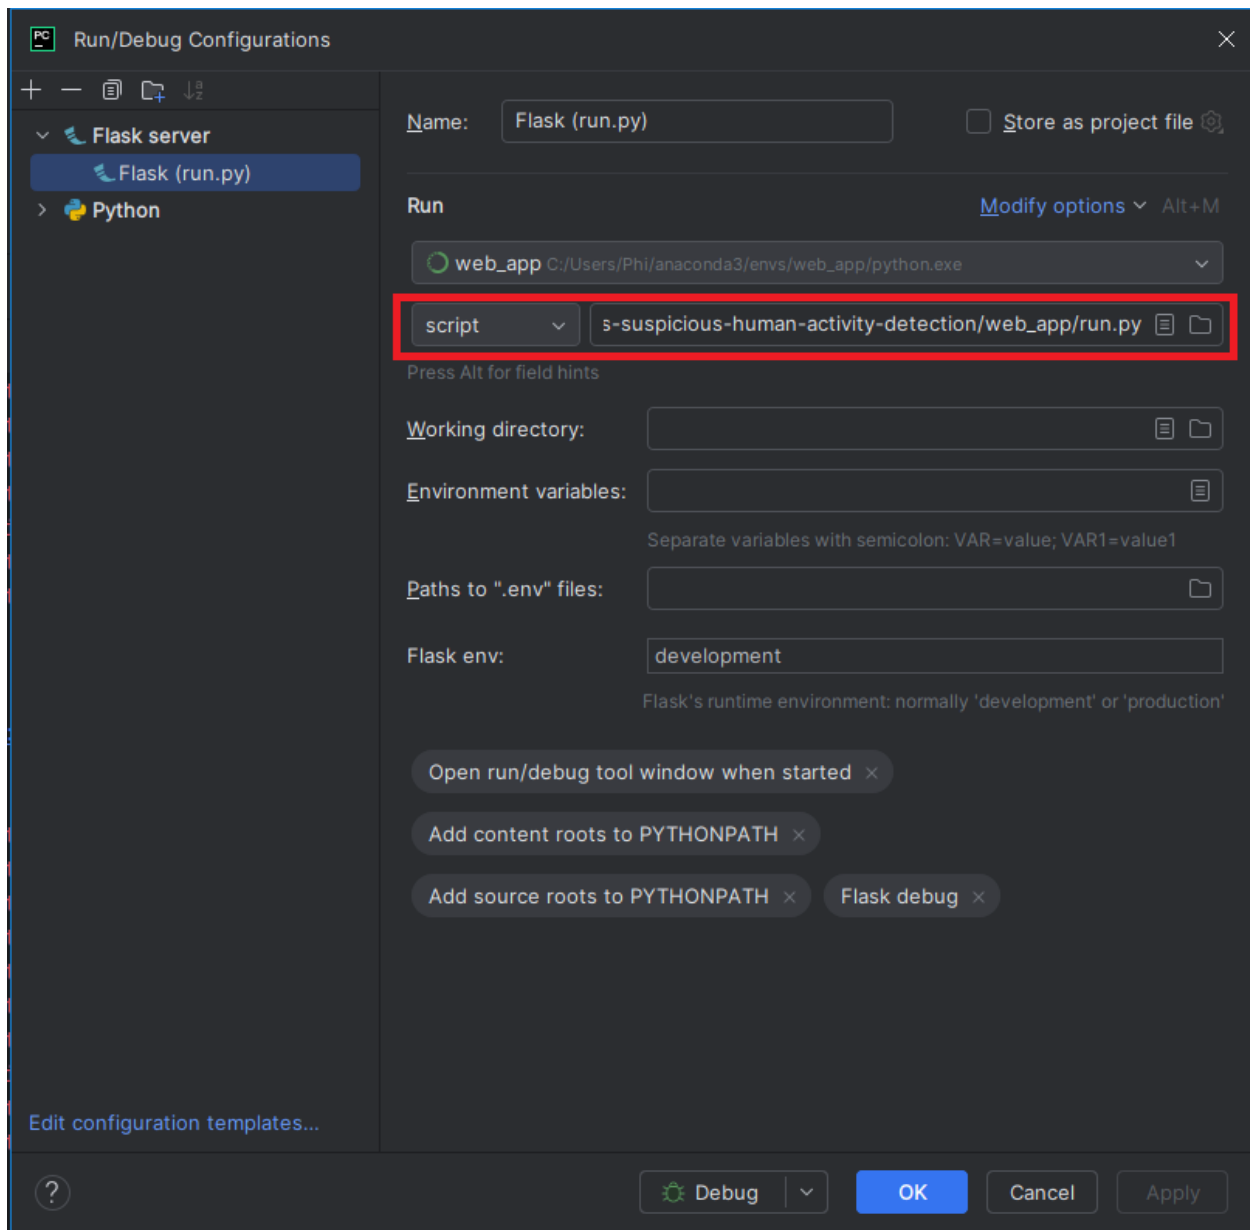 PC Run/Debug Configurations
Flask server
Flask (run.py)
Python
Name: Flask (run.py) Store as project file
Run Modify options Alt+M
web_app C:/Users/Phi/anaconda3/envs/web_app/python.exe
script s-suspicious-human-activity-detection/web_app/run.py
Press Alt for field hints
Working directory:
Environment variables:
Separate variables with semicolon: VAR=value; VAR1=value1
Paths to ".env" files:
Flask env: development
Flask's runtime environment: normally 'development' or 'production'
Open run/debug tool window when started ×
Add content roots to PYTHONPATH ×
Add source roots to PYTHONPATH × Flask debug ×
Edit configuration templates...
? Debug OK Cancel Apply